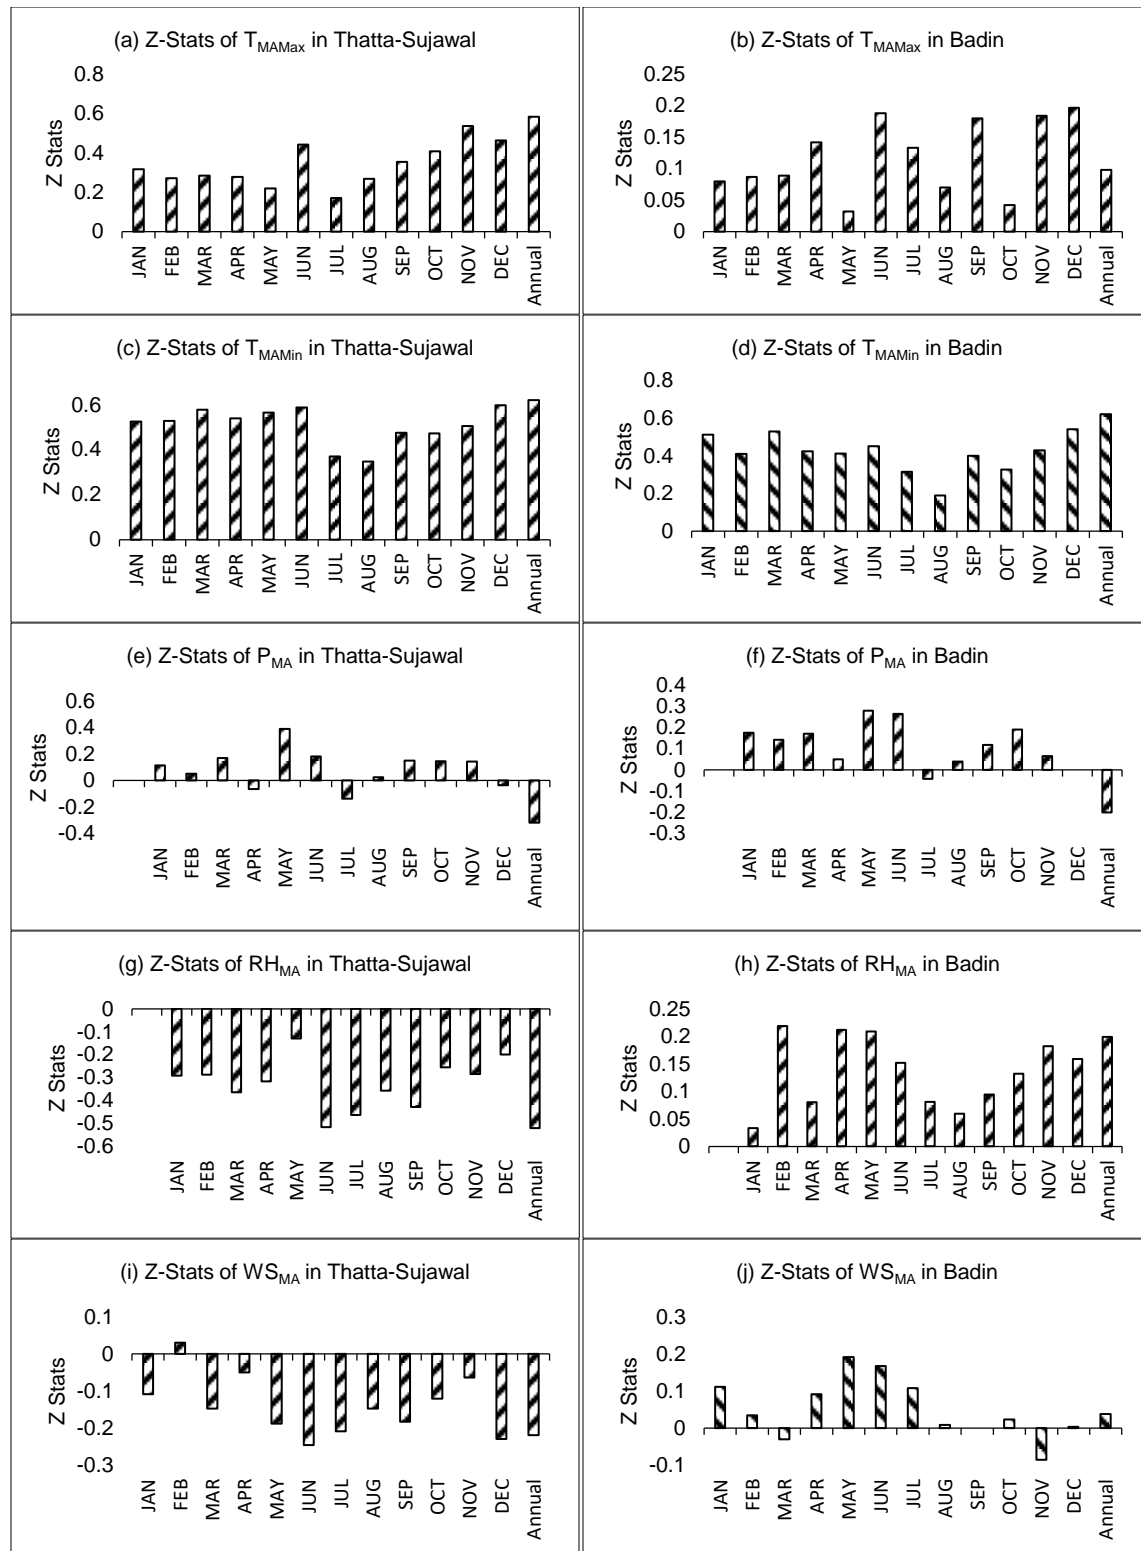 (a) Z-Stats of TMAMax in Thatta-Sujawal
0.8
0.6
0.4
0.2
0
Z Stats
JAN
FEB
MAR
APR
MAY
JUN
JUL
AUG
SEP
OCT
NOV
DEC
Annual
(b) Z-Stats of TMAMax in Badin
0.25
0.2
0.15
0.1
0.05
0
Z Stats
JAN
FEB
MAR
APR
MAY
JUN
JUL
AUG
SEP
OCT
NOV
DEC
Annual
(c) Z-Stats of TMAMin in Thatta-Sujawal
0.6
0.4
0.2
0
Z Stats
JAN
FEB
MAR
APR
MAY
JUN
JUL
AUG
SEP
OCT
NOV
DEC
Annual
(d) Z-Stats of TMAMin in Badin
0.8
0.6
0.4
0.2
0
Z Stats
JAN
FEB
MAR
APR
MAY
JUN
JUL
AUG
SEP
OCT
NOV
DEC
Annual
(e) Z-Stats of PMA in Thatta-Sujawal
0.6
0.4
0.2
0
-0.2
-0.4
Z Stats
JAN
FEB
MAR
APR
MAY
JUN
JUL
AUG
SEP
OCT
NOV
DEC
Annual
(f) Z-Stats of PMA in Badin
0.4
0.3
0.2
0.1
0
-0.1
-0.2
-0.3
Z Stats
JAN
FEB
MAR
APR
MAY
JUN
JUL
AUG
SEP
OCT
NOV
DEC
Annual
(g) Z-Stats of RHMA in Thatta-Sujawal
0
-0.1
-0.2
-0.3
-0.4
-0.5
-0.6
Z Stats
JAN
FEB
MAR
APR
MAY
JUN
JUL
AUG
SEP
OCT
NOV
DEC
Annual
(h) Z-Stats of RHMA in Badin
0.25
0.2
0.15
0.1
0.05
0
Z Stats
JAN
FEB
MAR
APR
MAY
JUN
JUL
AUG
SEP
OCT
NOV
DEC
Annual
(i) Z-Stats of WSMA in Thatta-Sujawal
0.1
0
-0.1
-0.2
-0.3
Z Stats
JAN
FEB
MAR
APR
MAY
JUN
JUL
AUG
SEP
OCT
NOV
DEC
Annual
(j) Z-Stats of WSMA in Badin
0.3
0.2
0.1
0
-0.1
Z Stats
JAN
FEB
MAR
APR
MAY
JUN
JUL
AUG
SEP
OCT
NOV
DEC
Annual